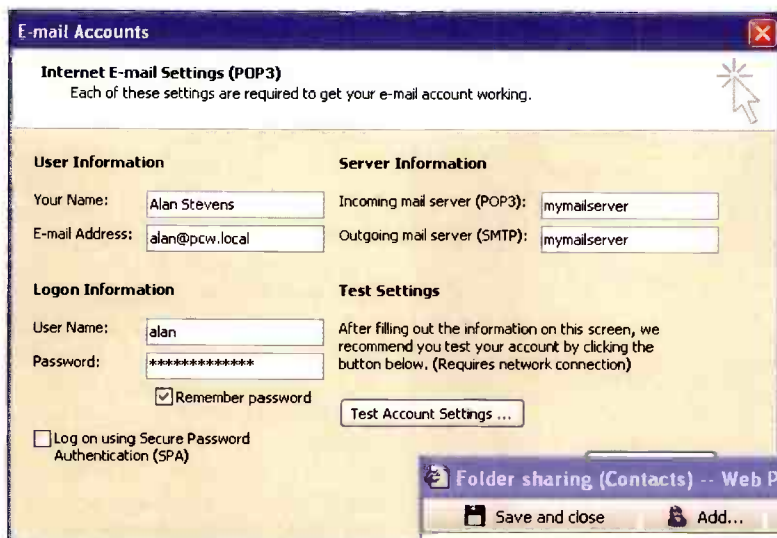 E-mail Accounts
Internet E-mail Settings (POP3)
Each of these settings are required to get your e-mail account working.
User Information
Your Name: Alan Stevens
E-mail Address: alan@pcw.local
Server Information
Incoming mail server (POP3): mymailserver
Outgoing mail server (SMTP): mymailserver
Logon Information
User Name: alan
Password: *************
Remember password
Log on using Secure Password
Authentication (SPA)
Test Settings
After filling out the information on this screen, we
recommend you test your account by clicking the
button below. (Requires network connection)
Test Account Settings ...
Folder sharing (Contacts) -- Web P
Save and close Add...